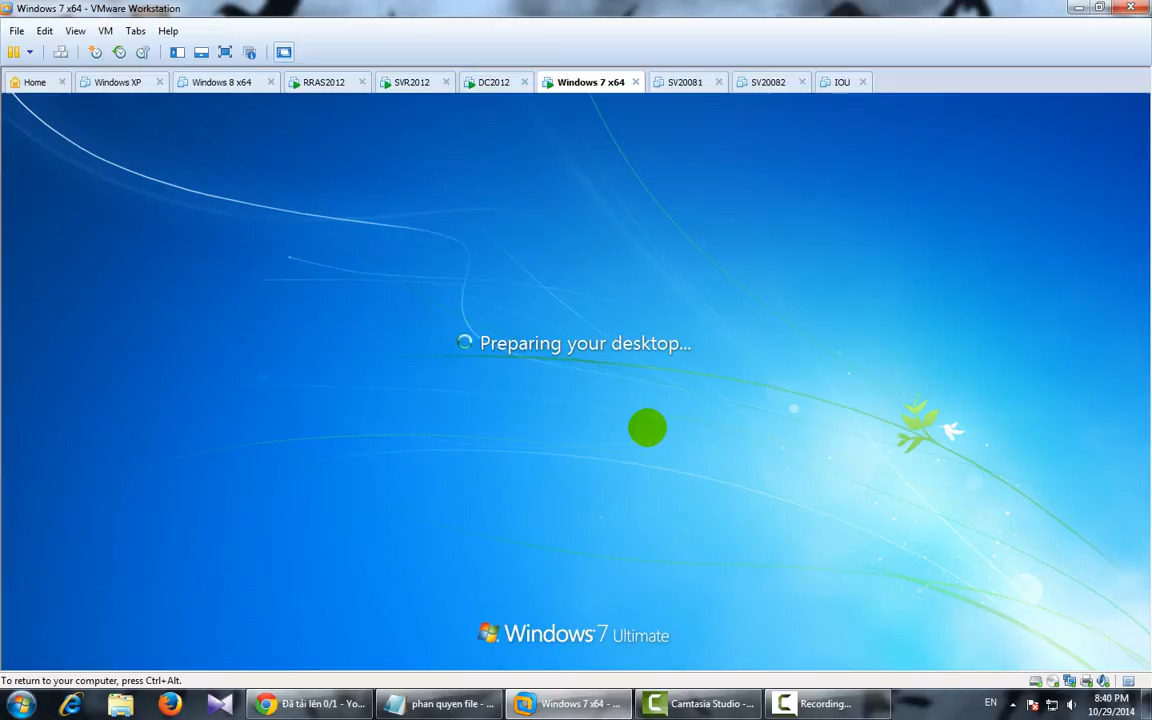 Windows 7 x64 - VMware Workstation
File Edit View VM Tabs Help
Home Windows XP Windows 8 x64 RRAS2012 SVR2012 DC2012 Windows 7 x64 SV20081 SV20082 IOU
Preparing your desktop...
Windows 7 Ultimate
To return to your computer, press Ctrl+Alt.
Đã tải lên 0/1 - Yo... phan quyen file - ... Windows 7 x64 - ... Camtasia Studio -... Recording... EN 8:40 PM
10/29/2014